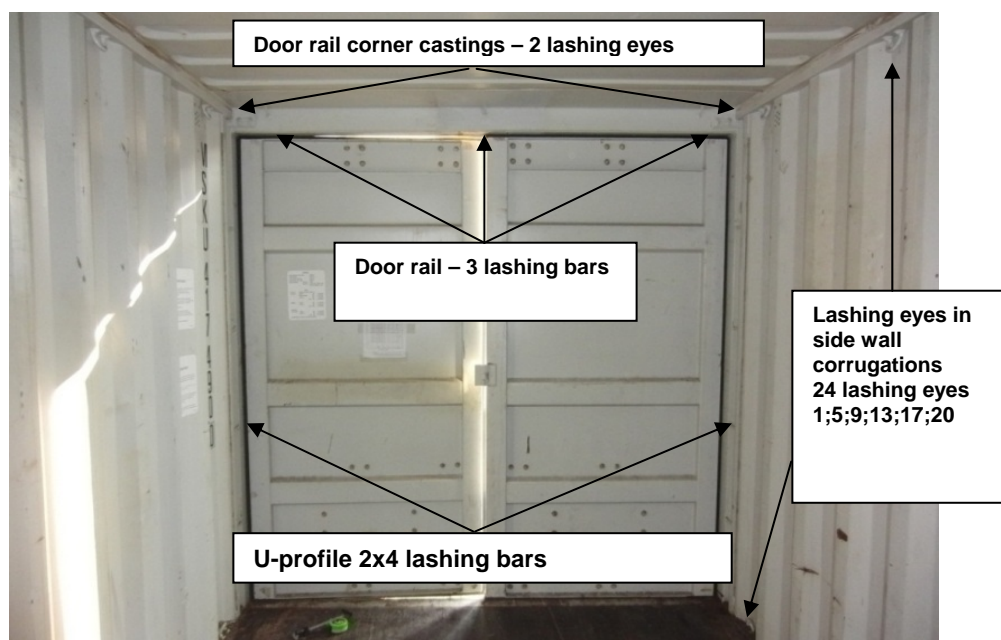 Door rail corner castings – 2 lashing eyes
Door rail – 3 lashing bars
Lashing eyes in
side wall
corrugations
24 lashing eyes
1;5;9;13;17;20
U-profile 2x4 lashing bars